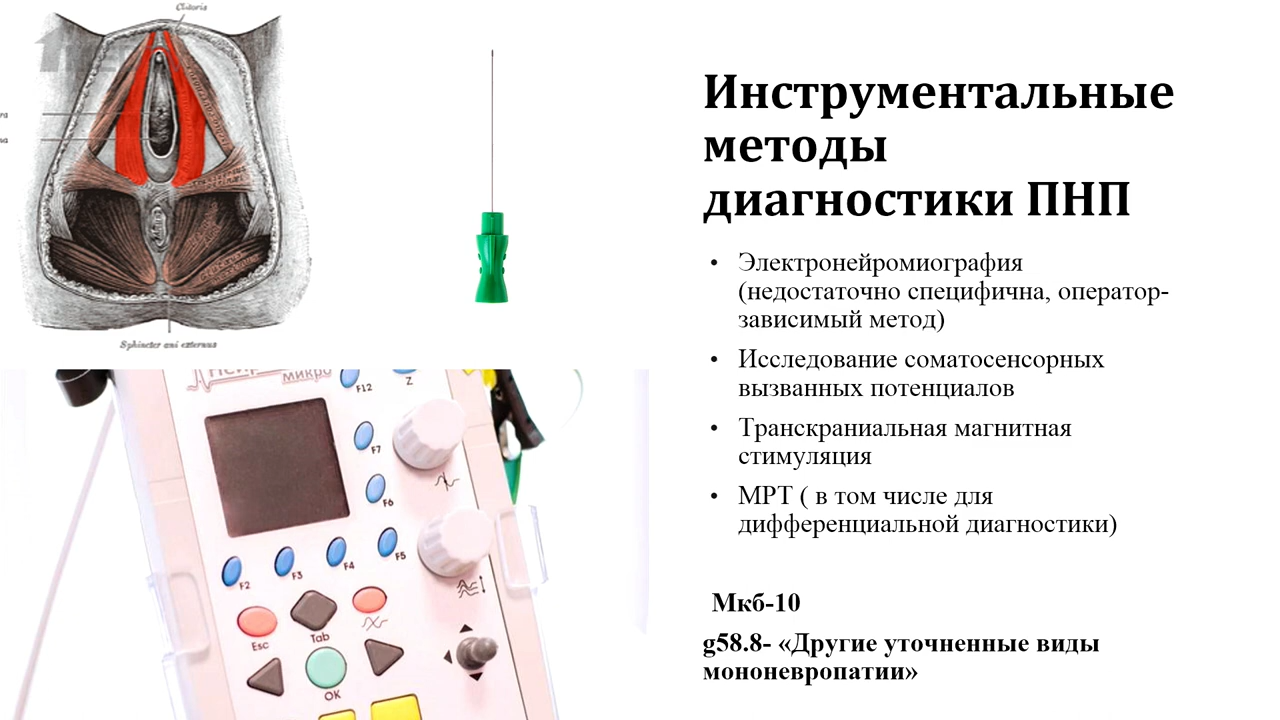 Clitoris
ra
na
Sphincter ani externus
Инструментальные
методы
диагностики ПНП
• Электронейромиография
(недостаточно специфична, оператор-
зависимый метод)
• Исследование соматосенсорных
вызванных потенциалов
• Транскраниальная магнитная
стимуляция
• МРТ ( в том числе для
дифференциальной диагностики)
Мкб-10
g58.8- «Другие уточненные виды
мононевропатии»
микро
F12
Z
F7
F6
F5
F4
F3
F2
Esc
Tab
OK